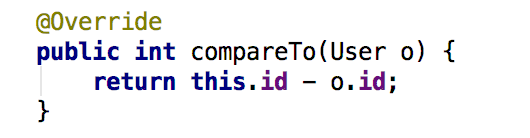 @Override
public int compareTo(User o) {
    return this.id - o.id;
}